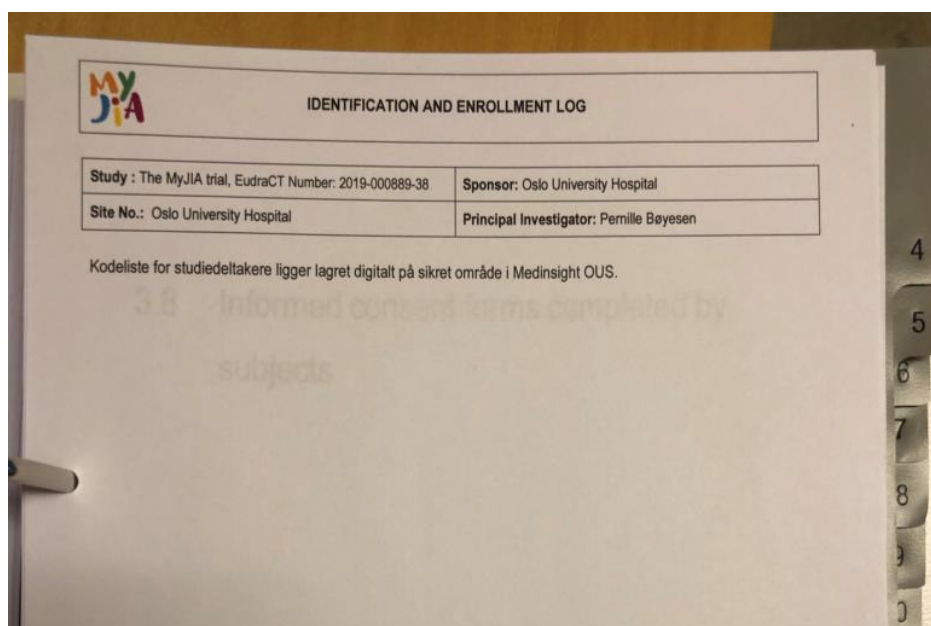 MY
JIA
IDENTIFICATION AND ENROLLMENT LOG
Study : The MyJIA trial, EudraCT Number: 2019-000889-38
Sponsor: Oslo University Hospital
Site No.: Oslo University Hospital
Principal Investigator: Pernille Bøyesen
Kodeliste for studiedeltakere ligger lagret digitalt på sikret område i Medinsight OUS.
3.8 Informed consent forms completed by
subjects
4
5
6
7
8
9
0